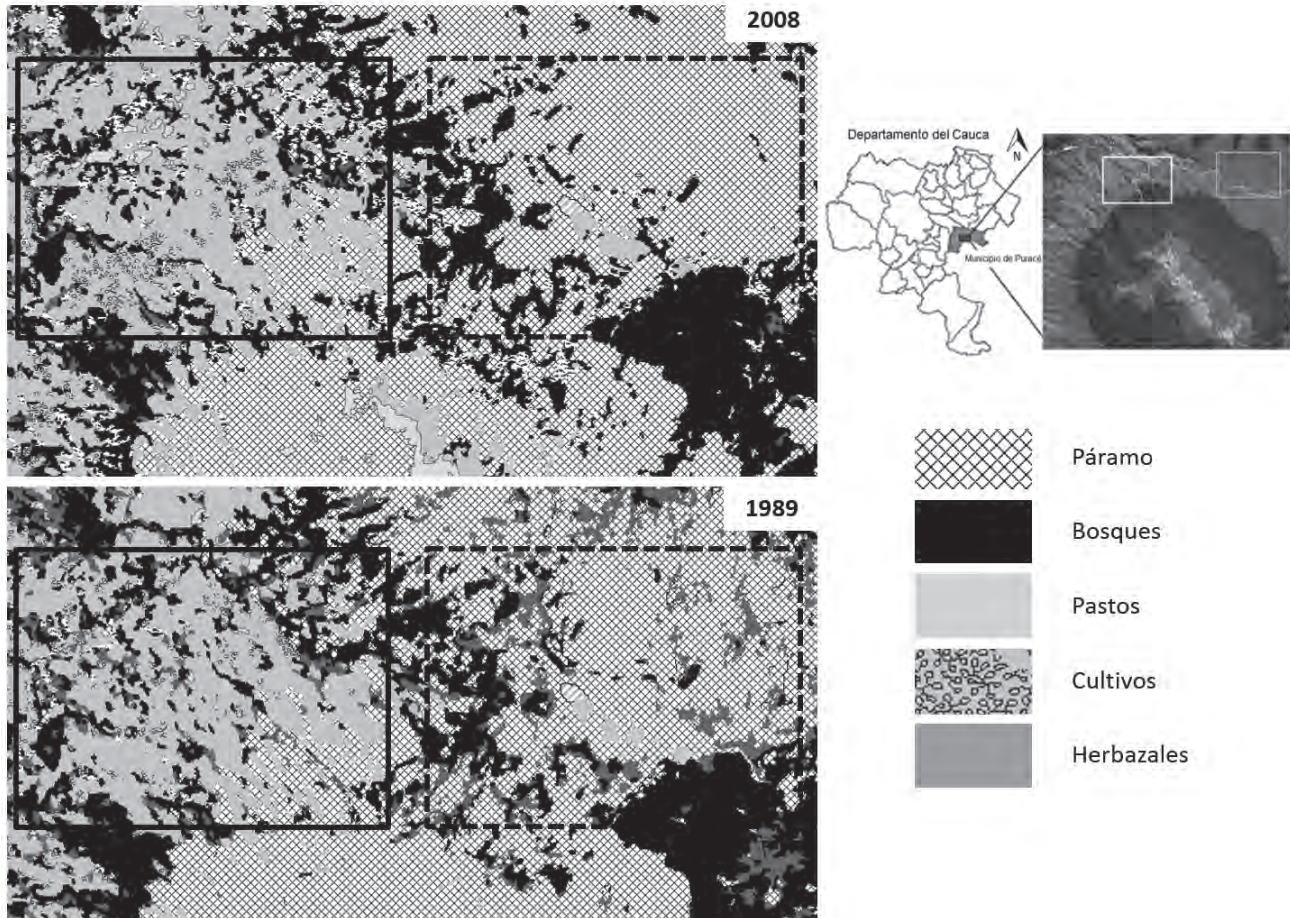 2008
Departamento del Cauca
N
Municipio de Puracé
Páramo
Bosques
Pastos
Cultivos
Herbazales
1989